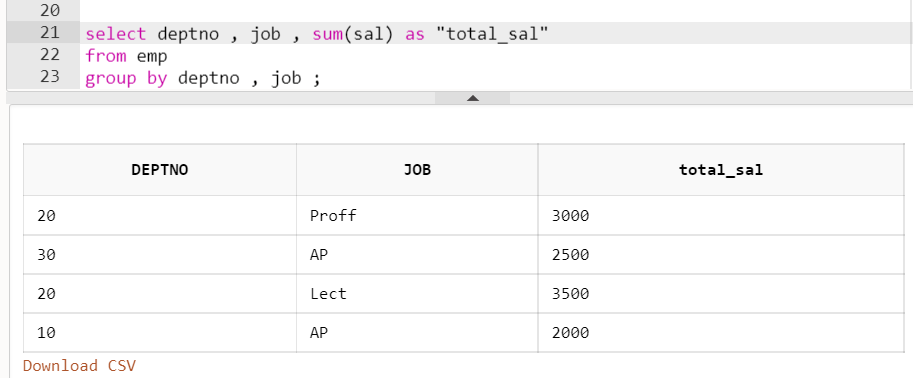 20
21 select deptno , job , sum(sal) as "total_sal"
22 from emp
23 group by deptno , job ;
DEPTNO JOB total_sal
20 Proff 3000
30 AP 2500
20 Lect 3500
10 AP 2000
Download CSV